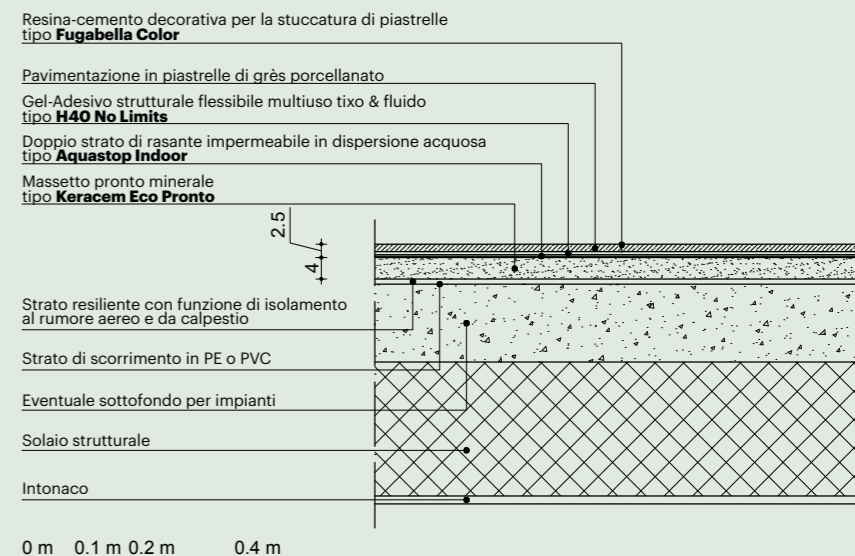 Resina-cemento decorativa per la stuccatura di piastrelle
tipo Fugabella Color
Pavimentazione in piastrelle di grès porcellanato
Gel-Adesivo strutturale flessibile multiuso tixo & fluido
tipo H40 No Limits
Doppio strato di rasante impermeabile in dispersione acquosa
tipo Aquastop Indoor
Massetto pronto minerale
tipo Keracem Eco Pronto
2.5
4
Strato resiliente con funzione di isolamento
al rumore aereo e da calpestio
Strato di scorrimento in PE o PVC
Eventuale sottofondo per impianti
Solaio strutturale
Intonaco
0 m 0.1 m 0.2 m 0.4 m